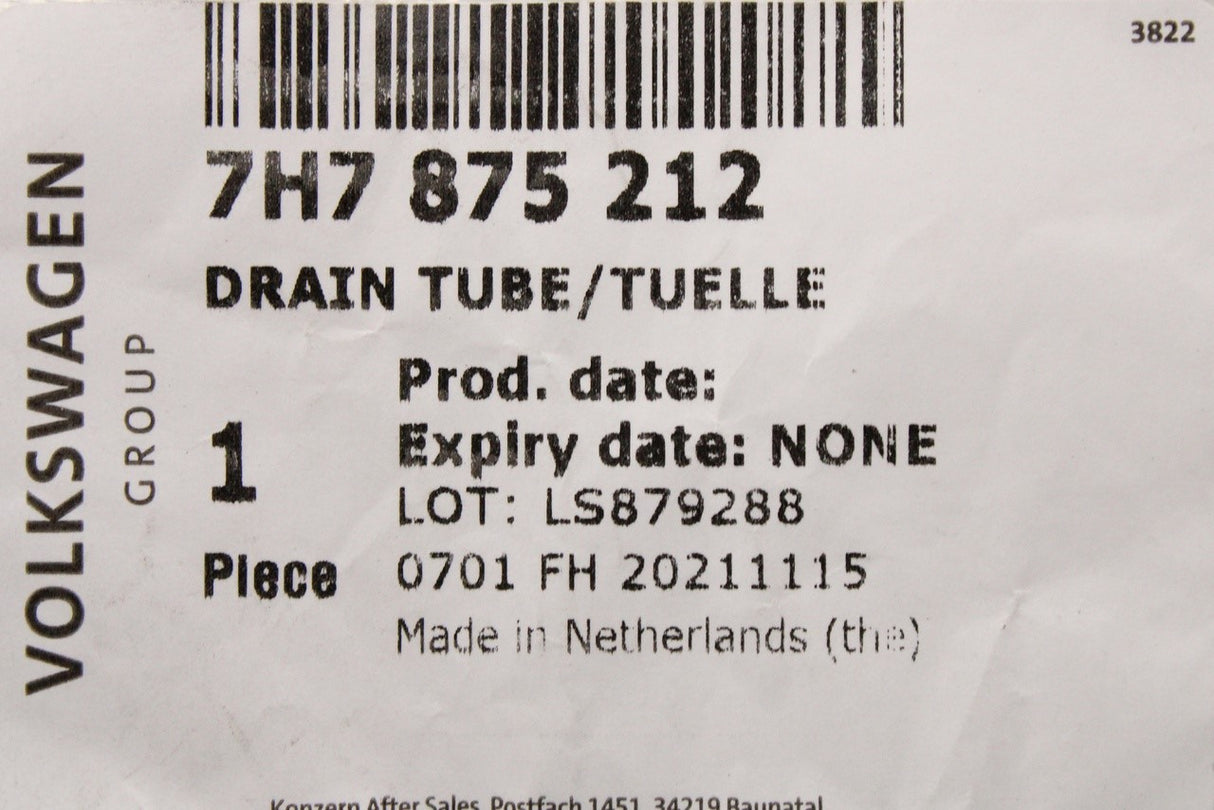 3822
7H7 875 212
DRAIN TUBE/TUELLE
Prod. date:
Expiry date: NONE
1
LOT: LS879288
Piece
0701 FH 20211115
Made in Netherlands (the)
VOLKSWAGEN
GROUP
Konzern After Sales, Postfach 1451, 34219 Baunatal